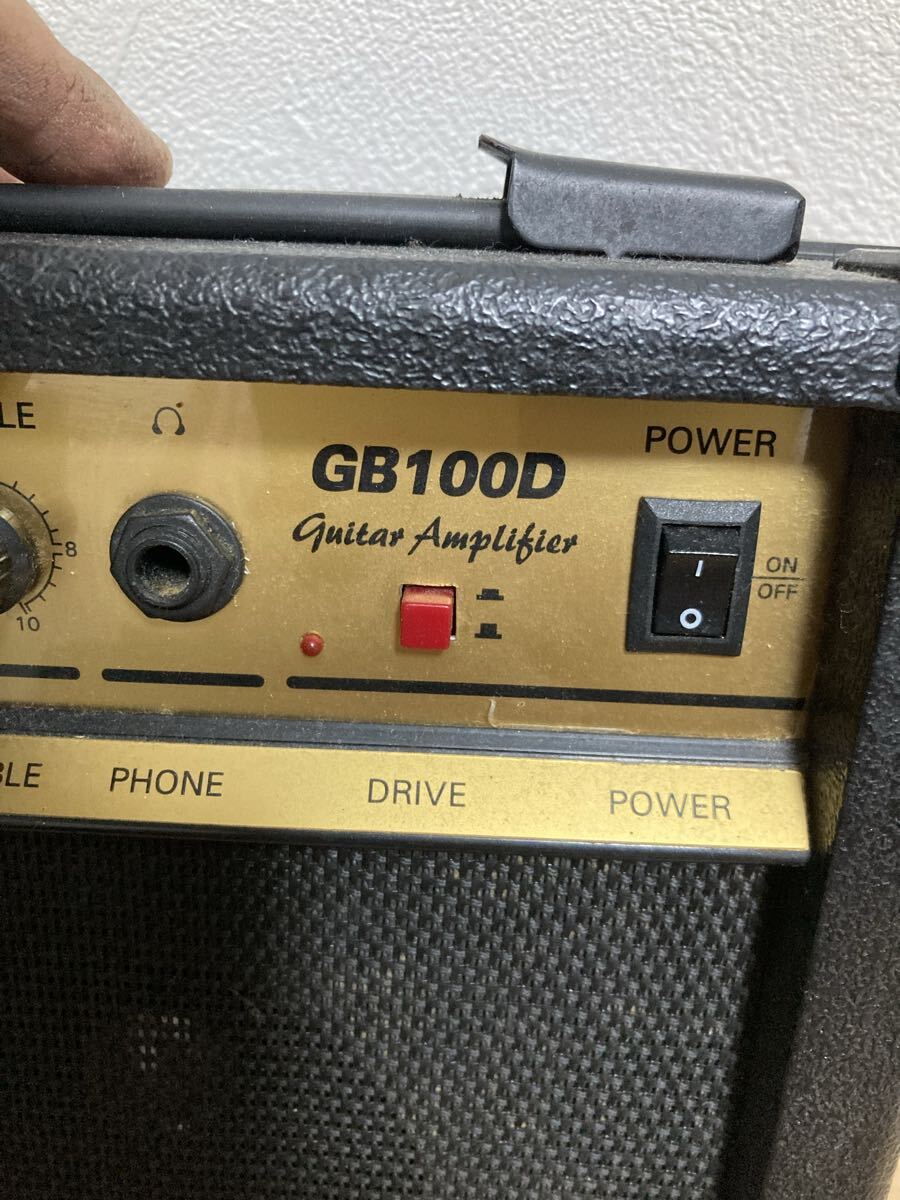 LE
GB100D
Guitar Amplifier
POWER
8
10
I
O
ON
OFF
BLE
PHONE
DRIVE
POWER